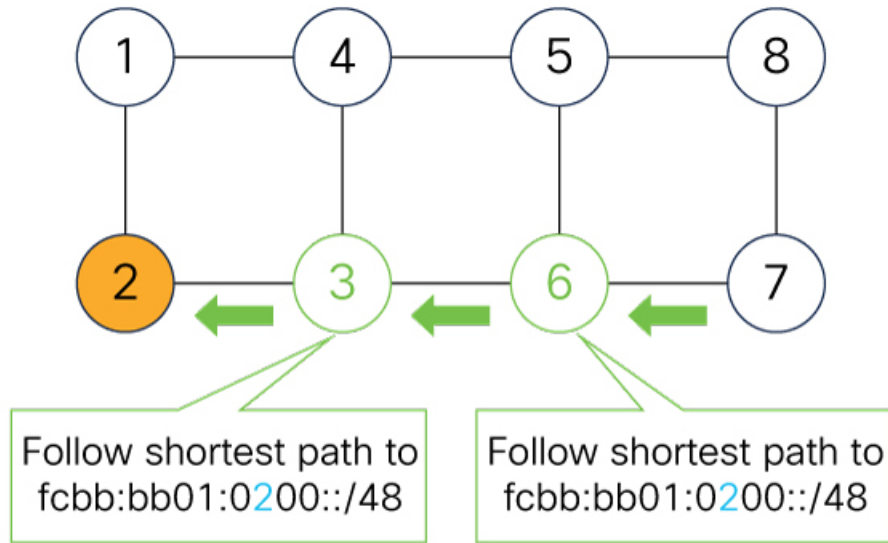 1 4 5 8
2 3 6 7
Follow shortest path to
fcbb:bb01:0200::/48
Follow shortest path to
fcbb:bb01:0200::/48